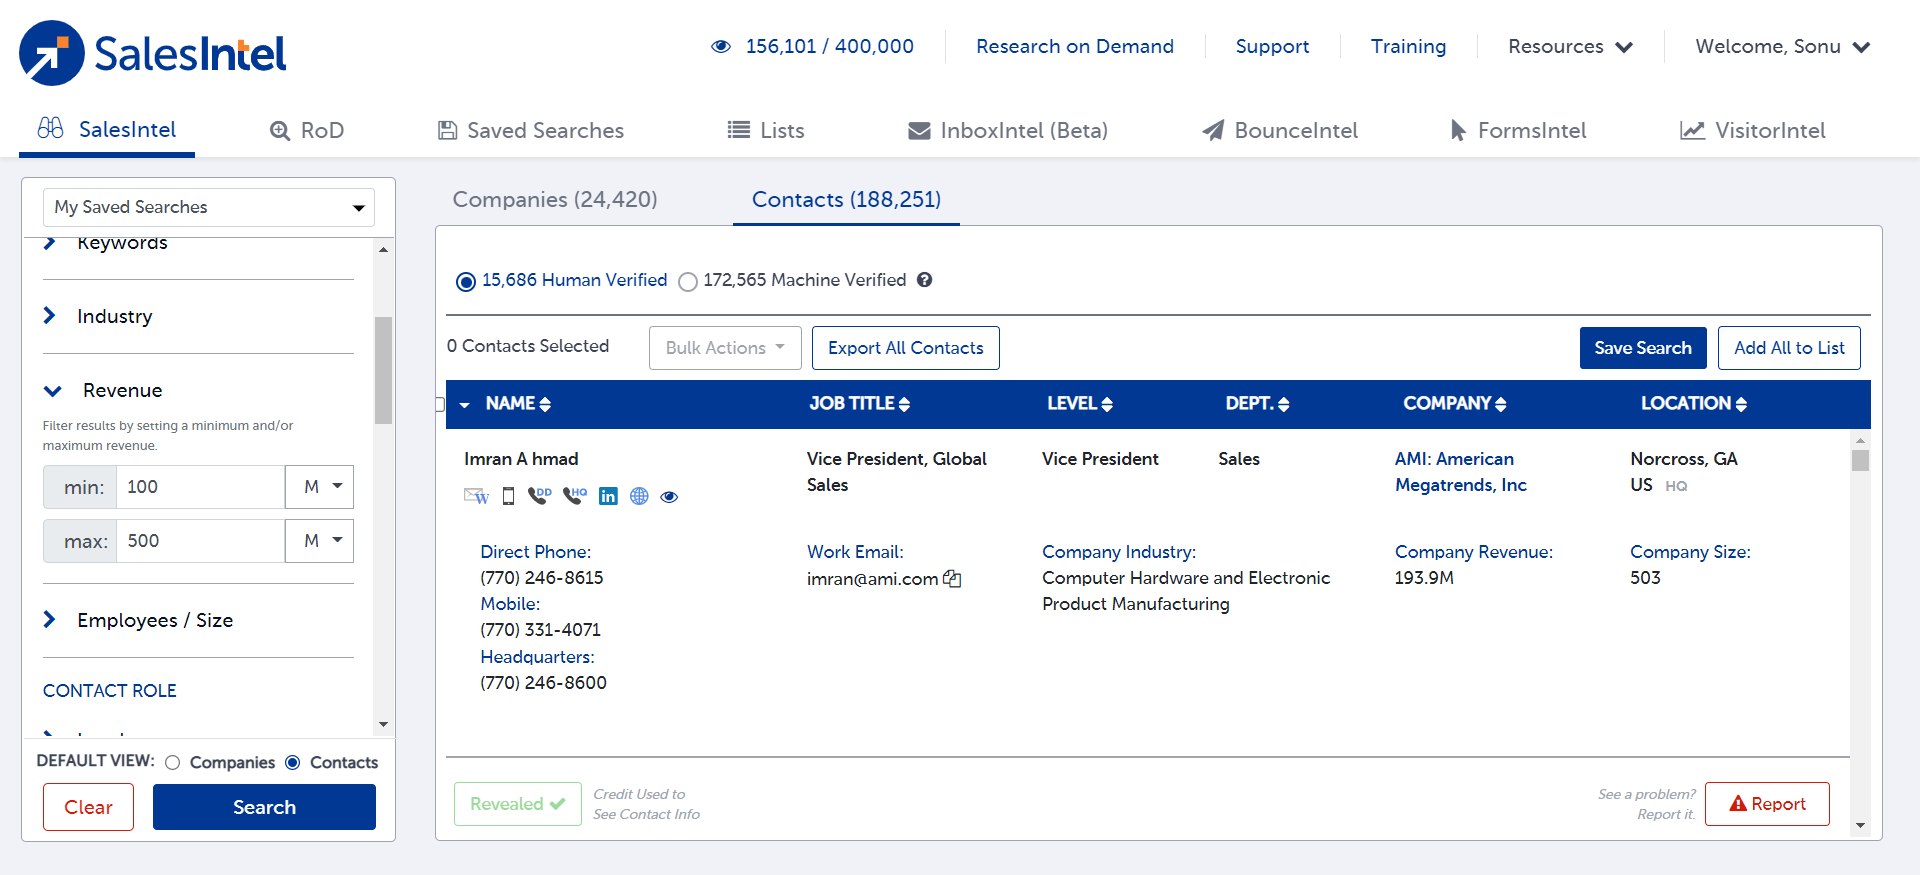 SalesIntel
156,101 / 400,000
Research on Demand
Support
Training
Resources
Welcome, Sonu
SalesIntel
RoD
Saved Searches
Lists
InboxIntel (Beta)
BounceIntel
FormsIntel
VisitorIntel
My Saved Searches
Keywords
Industry
Revenue
Filter results by setting a minimum and/or
maximum revenue.
min: 100 M
max: 500 M
Employees / Size
CONTACT ROLE
DEFAULT VIEW: Companies Contacts
Clear
Search
Companies (24,420)
Contacts (188,251)
15,686 Human Verified 172,565 Machine Verified ?
0 Contacts Selected
Bulk Actions
Export All Contacts
Save Search
Add All to List
NAME JOB TITLE LEVEL DEPT. COMPANY LOCATION
Imran A hmad
W DD HQ in
Vice President, Global
Sales
Vice President
Sales
AMI: American
Megatrends, Inc
Norcross, GA
US HQ
Direct Phone:
(770) 246-8615
Mobile:
(770) 331-4071
Headquarters:
(770) 246-8600
Work Email:
imran@ami.com
Company Industry:
Computer Hardware and Electronic
Product Manufacturing
Company Revenue:
193.9M
Company Size:
503
Revealed
Credit Used to
See Contact Info
See a problem?
Report it.
Report